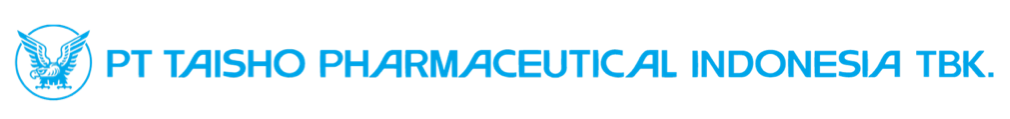 PT TAISHO PHARMACEUTICAL INDONESIA TBK.